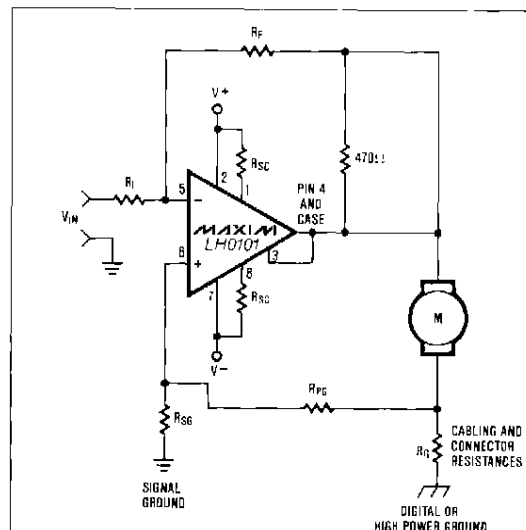 RF
V+
RSC
470Ω
RI
2
1
PIN 4
AND
CASE
5
−
VIN
MAXIM
LH0101
3
6
+
8
7
RSC
M
V−
RPG
RSG
RG
CABLING AND
CONNECTOR
RESISTANCES
SIGNAL
GROUND
DIGITAL OR
HIGH POWER GROUND